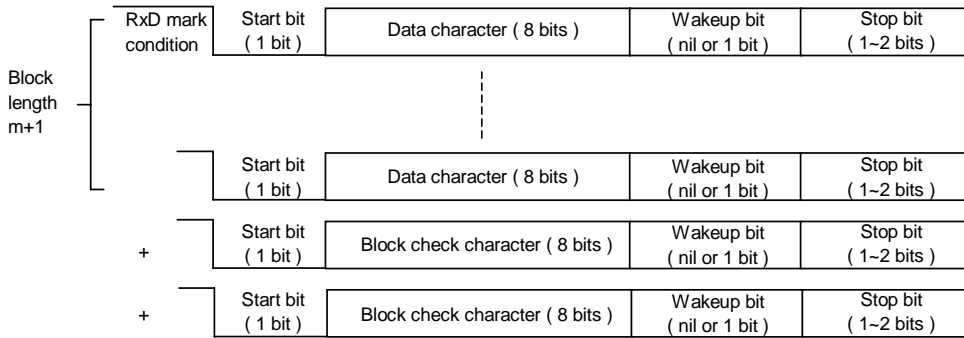 RxD mark condition
Start bit ( 1 bit )
Data character ( 8 bits )
Wakeup bit ( nil or 1 bit )
Stop bit ( 1~2 bits )
Block length m+1
Start bit ( 1 bit )
Data character ( 8 bits )
Wakeup bit ( nil or 1 bit )
Stop bit ( 1~2 bits )
+
Start bit ( 1 bit )
Block check character ( 8 bits )
Wakeup bit ( nil or 1 bit )
Stop bit ( 1~2 bits )
+
Start bit ( 1 bit )
Block check character ( 8 bits )
Wakeup bit ( nil or 1 bit )
Stop bit ( 1~2 bits )